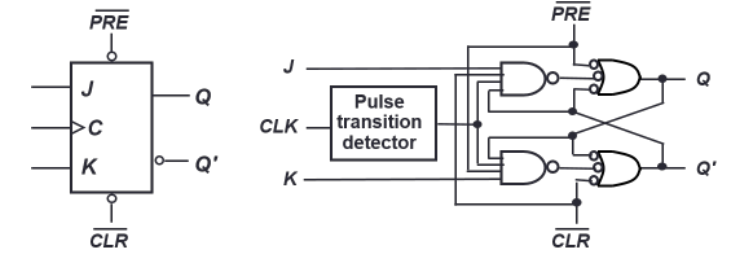 PRE
J
C
K
Q
Q'
CLR
PRE
J
CLK
K
Pulse
transition
detector
Q
Q'
CLR